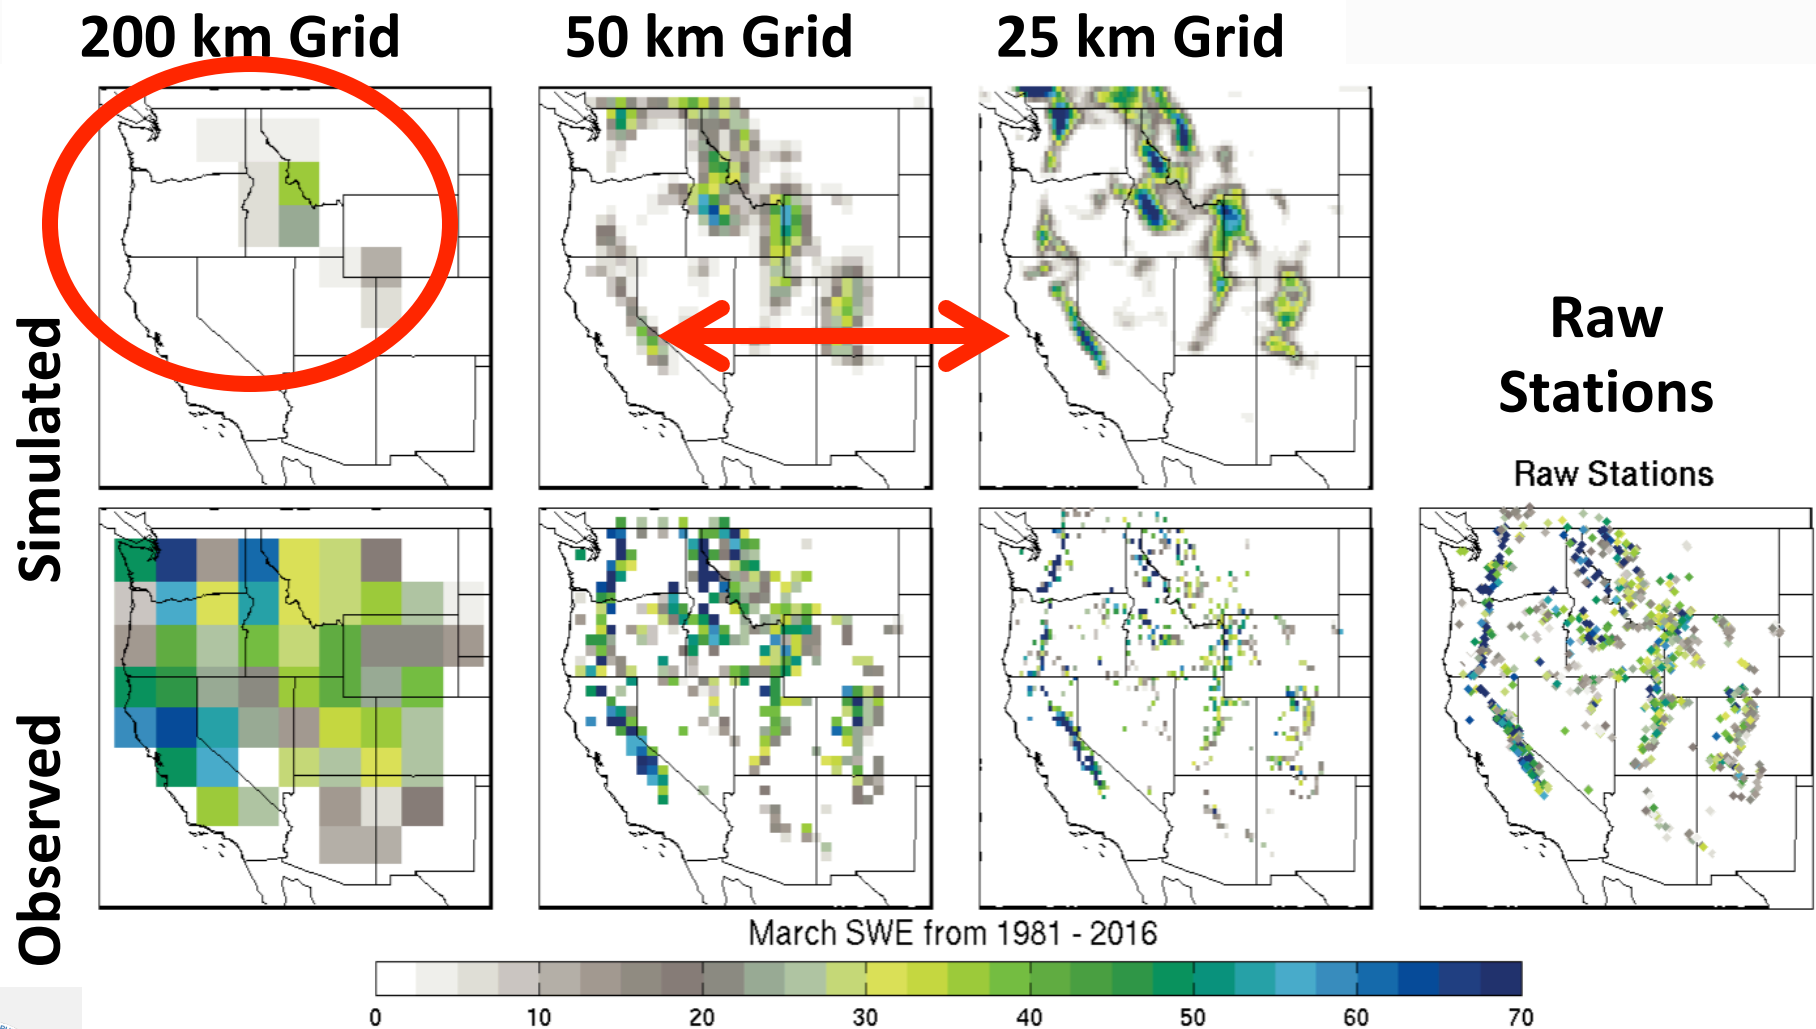 200 km Grid
50 km Grid
25 km Grid
Simulated
Raw
Stations
Raw Stations
Observed
March SWE from 1981 - 2016
0 10 20 30 40 50 60 70